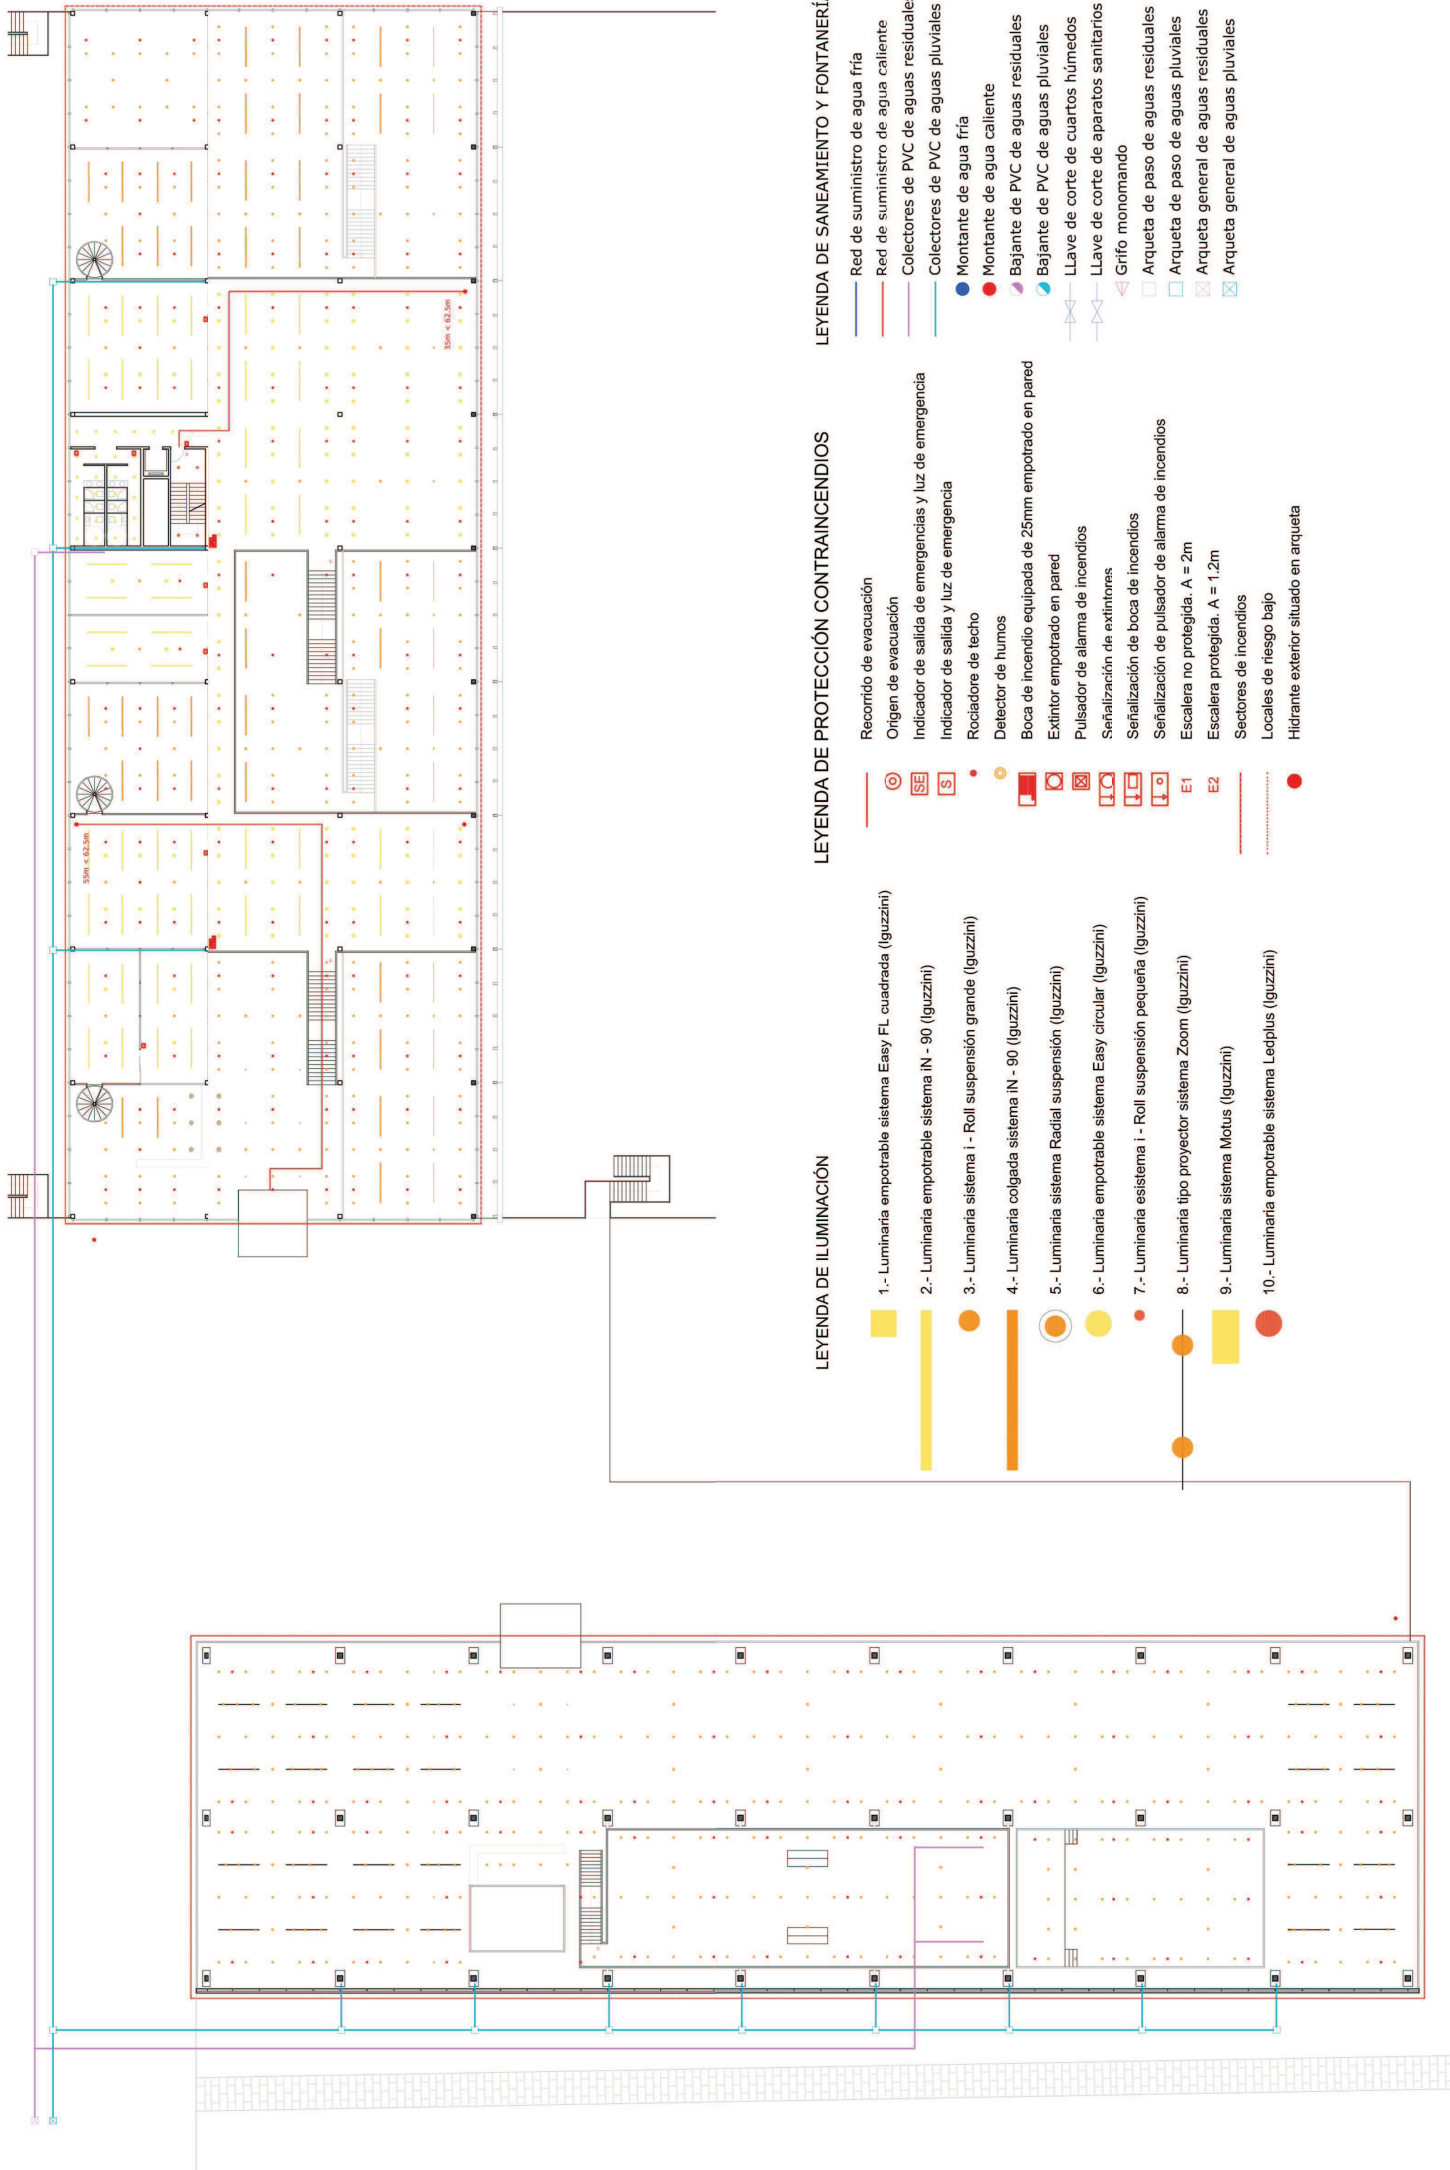 55m < 62.5m
35m < 62.5m
LEYENDA DE ILUMINACIÓN
1.- Luminaria empotrable sistema Easy FL cuadrada (Iguzzini)
2.- Luminaria empotrable sistema iN - 90 (Iguzzini)
3.- Luminaria sistema i - Roll suspensión grande (Iguzzini)
4.- Luminaria colgada sistema iN - 90 (Iguzzini)
5.- Luminaria sistema Radial suspensión (Iguzzini)
6.- Luminaria empotrable sistema Easy circular (Iguzzini)
7.- Luminaria esistema i - Roll suspensión pequeña (Iguzzini)
8.- Luminaria tipo proyector sistema Zoom (Iguzzini)
9.- Luminaria sistema Motus (Iguzzini)
10.- Luminaria empotrable sistema Ledplus (Iguzzini)
LEYENDA DE PROTECCIÓN CONTRAINCENDIOS
Recorrido de evacuación
Origen de evacuación
SE Indicador de salida de emergencias y luz de emergencia
S Indicador de salida y luz de emergencia
Rociadore de techo
Detector de humos
Boca de incendio equipada de 25mm empotrado en pared
Extintor empotrado en pared
Pulsador de alarma de incendios
Señalización de extintores
Señalización de boca de incendios
Señalización de pulsador de alarma de incendios
E1 Escalera no protegida. A = 2m
E2 Escalera protegida. A = 1.2m
Sectores de incendios
Locales de riesgo bajo
Hidrante exterior situado en arqueta
LEYENDA DE SANEAMIENTO Y FONTANERÍ
Red de suministro de agua fría
Red de suministro de agua caliente
Colectores de PVC de aguas residuales
Colectores de PVC de aguas pluviales
Montante de agua fría
Montante de agua caliente
Bajante de PVC de aguas residuales
Bajante de PVC de aguas pluviales
LLave de corte de cuartos húmedos
LLave de corte de aparatos sanitarios
Grifo monomando
Arqueta de paso de aguas residuales
Arqueta de paso de aguas pluviales
Arqueta general de aguas residuales
Arqueta general de aguas pluviales